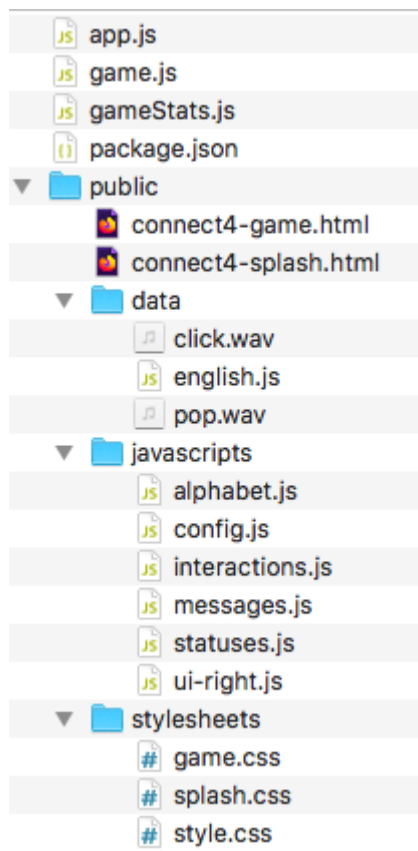 app.js
game.js
gameStats.js
package.json
public
connect4-game.html
connect4-splash.html
data
click.wav
english.js
pop.wav
javascripts
alphabet.js
config.js
interactions.js
messages.js
statuses.js
ui-right.js
stylesheets
game.css
splash.css
style.css